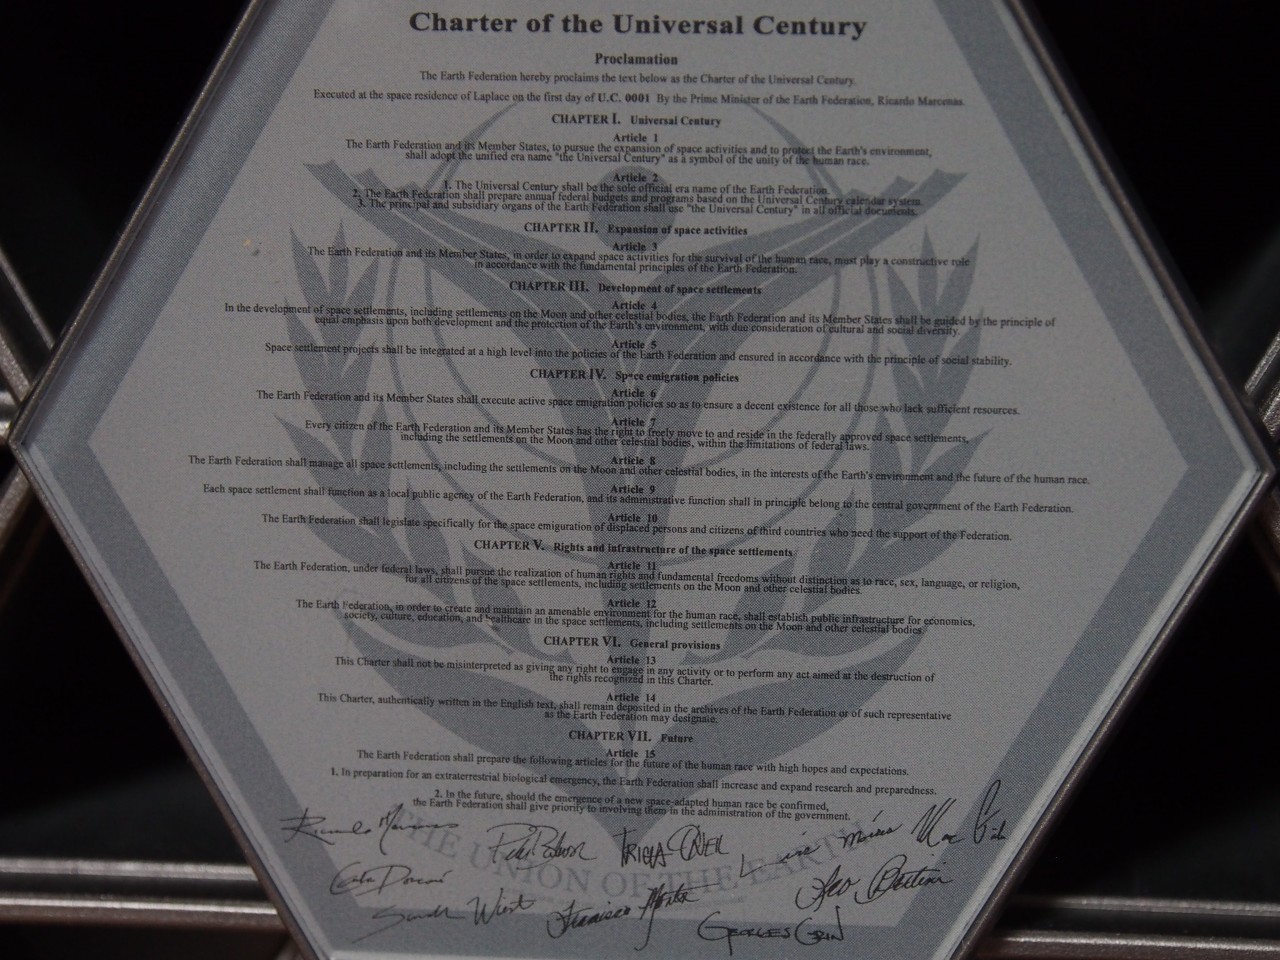 Charter of the Universal Century
Proclamation
The Earth Federation hereby proclaims the text below as the Charter of the Universal Century.
Executed at the space residence of Laplace on the first day of U.C. 0001 By the Prime Minister of the Earth Federation, Ricardo Marcenas.
CHAPTER I. Universal Century
Article 1
The Earth Federation and its Member States, to pursue the expansion of space activities and to protect the Earth's environment,
shall adopt the unified era name "the Universal Century" as a symbol of the unity of the human race.
Article 2
1. The Universal Century shall be the sole official era name of the Earth Federation.
2. The Earth Federation shall prepare annual federal budgets and programs based on the Universal Century calendar system.
3. The principal and subsidiary organs of the Earth Federation shall use "the Universal Century" in all official documents.
CHAPTER II. Expansion of space activities
Article 3
The Earth Federation and its Member States, in order to expand space activities for the survival of the human race, must play a constructive role
in accordance with the fundamental principles of the Earth Federation.
CHAPTER III. Development of space settlements
Article 4
In the development of space settlements, including settlements on the Moon and other celestial bodies, the Earth Federation and its Member States shall be guided by the principle of
equal emphasis upon both development and the protection of the Earth's environment, with due consideration of cultural and social diversity.
Article 5
Space settlement projects shall be integrated at a high level into the policies of the Earth Federation and ensured in accordance with the principle of social stability.
CHAPTER IV. Space emigration policies
Article 6
The Earth Federation and its Member States shall execute active space emigration policies so as to ensure a decent existence for all those who lack sufficient resources.
Article 7
Every citizen of the Earth Federation and its Member States has the right to freely move to and reside in the federally approved space settlements,
including the settlements on the Moon and other celestial bodies, within the limitations of federal laws.
Article 8
The Earth Federation shall manage all space settlements, including the settlements on the Moon and other celestial bodies, in the interests of the Earth's environment and the future of the human race.
Article 9
Each space settlement shall function as a local public agency of the Earth Federation, and its administrative function shall in principle belong to the central government of the Earth Federation.
Article 10
The Earth Federation shall legislate specifically for the space emiguration of displaced persons and citizens of third countries who need the support of the Federation.
CHAPTER V. Rights and infrastructure of the space settlements
Article 11
The Earth Federation, under federal laws, shall pursue the realization of human rights and fundamental freedoms without distinction as to race, sex, language, or religion,
for all citizens of the space settlements, including settlements on the Moon and other celestial bodies.
Article 12
The Earth Federation, in order to create and maintain an amenable environment for the human race, shall establish public infrastructure for economics,
society, culture, education, and healthcare in the space settlements, including settlements on the Moon and other celestial bodies.
CHAPTER VI. General provisions
Article 13
This Charter shall not be misinterpreted as giving any right to engage in any activity or to perform any act aimed at the destruction of
the rights recognized in this Charter.
Article 14
This Charter, authentically written in the English text, shall remain deposited in the archives of the Earth Federation or of such representative
as the Earth Federation may designate.
CHAPTER VII. Future
Article 15
The Earth Federation shall prepare the following articles for the future of the human race with high hopes and expectations.
1. In preparation for an extraterrestrial biological emergency, the Earth Federation shall increase and expand research and preparedness.
2. In the future, should the emergence of a new space-adapted human race be confirmed,
the Earth Federation shall give priority to involving them in the administration of the government.
Ricardo Marcenas
TRICIA O'NEIL
THE UNION OF THE EARTH
Francisco
GEORGES GRIN